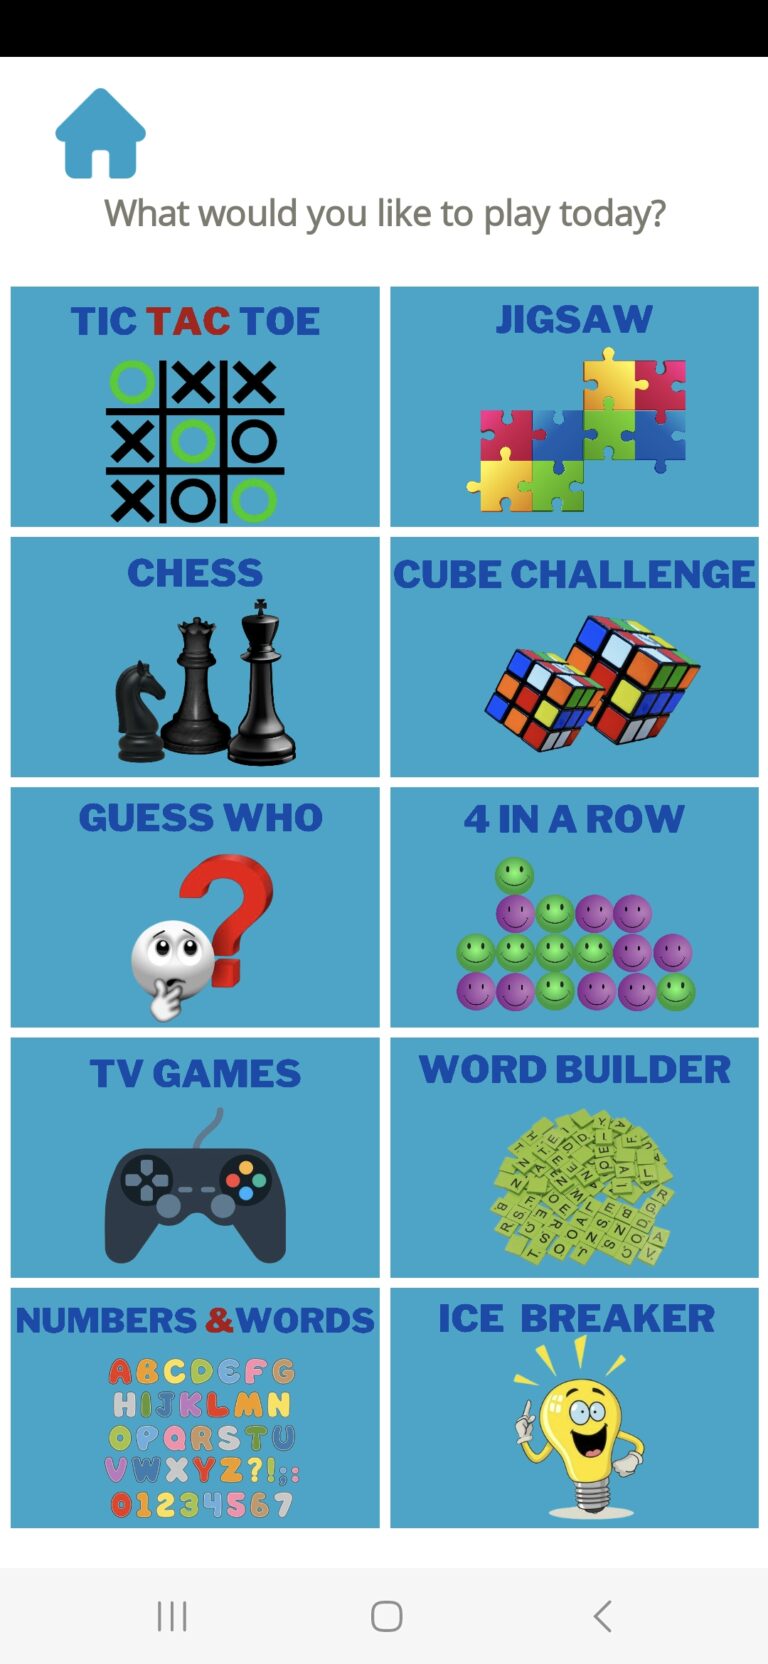 What would you like to play today?
TIC TAC TOE
JIGSAW
CHESS
CUBE CHALLENGE
GUESS WHO
4 IN A ROW
TV GAMES
WORD BUILDER
NUMBERS &WORDS
ABCDEFG
HIJKLMN
OPQRSTU
VWXYZ?!;:
01234567
ICE BREAKER